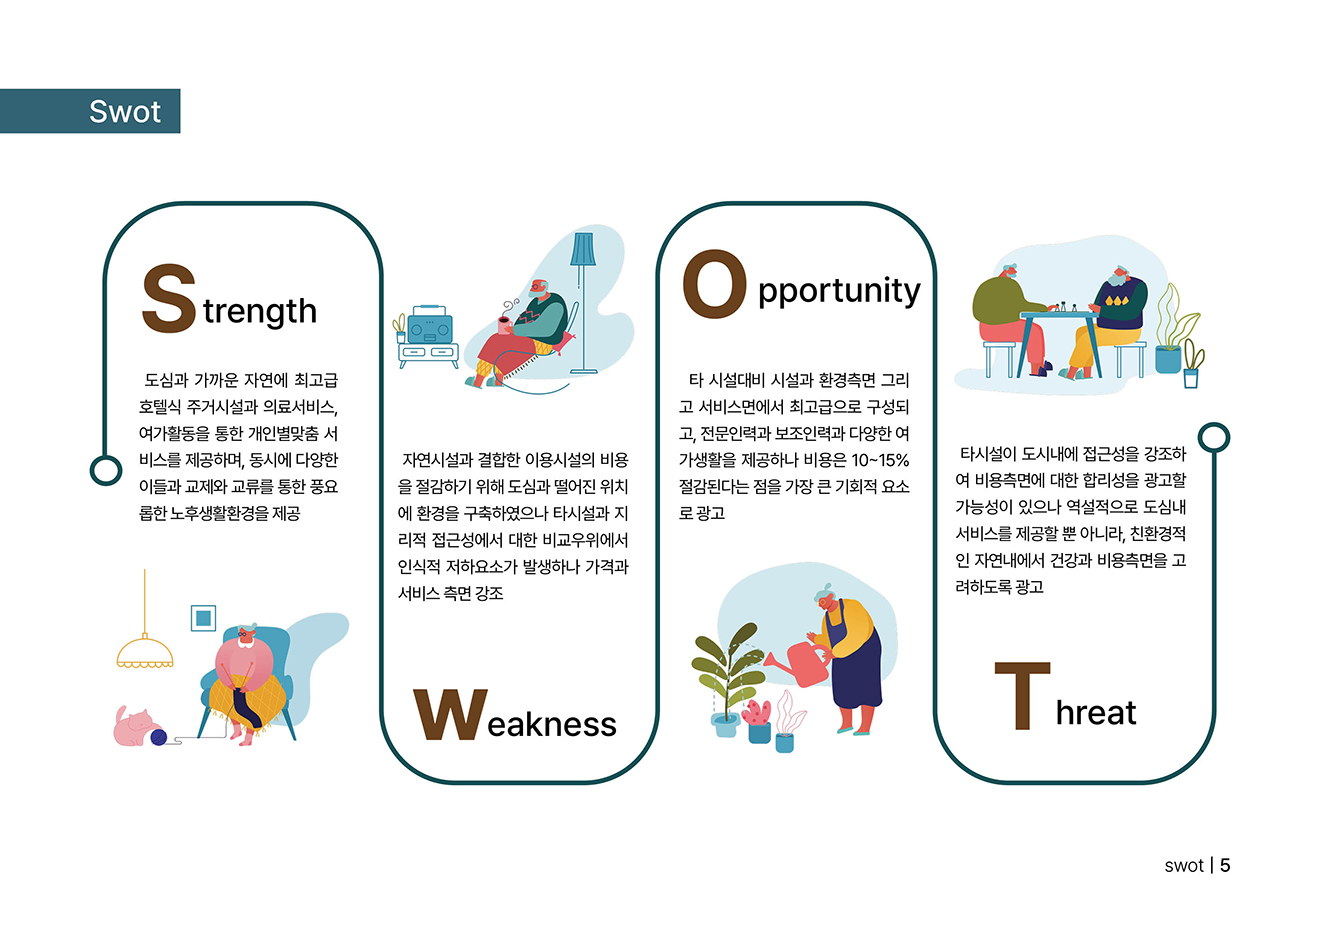 Swot
Strength
도심과 가까운 자연에 최고급
호텔식 주거시설과 의료서비스,
여가활동을 통한 개인별맞춤 서
비스를 제공하며, 동시에 다양한
이들과 교제와 교류를 통한 풍요
롭한 노후생활환경을 제공
자연시설과 결합한 이용시설의 비용
을 절감하기 위해 도심과 떨어진 위치
에 환경을 구축하였으나 타시설과 지
리적 접근성에서 대한 비교우위에서
인식적 저하요소가 발생하나 가격과
서비스 측면 강조
Weakness
Opportunity
타 시설대비 시설과 환경측면 그리
고 서비스면에서 최고급으로 구성되
고, 전문인력과 보조인력과 다양한 여
가생활을 제공하나 비용은 10~15%
절감된다는 점을 가장 큰 기회적 요소
로 광고
타시설이 도시내에 접근성을 강조하
여 비용측면에 대한 합리성을 광고할
가능성이 있으나 역설적으로 도심내
서비스를 제공할 뿐 아니라, 친환경적
인 자연내에서 건강과 비용측면을 고
려하도록 광고
Threat
swot | 5